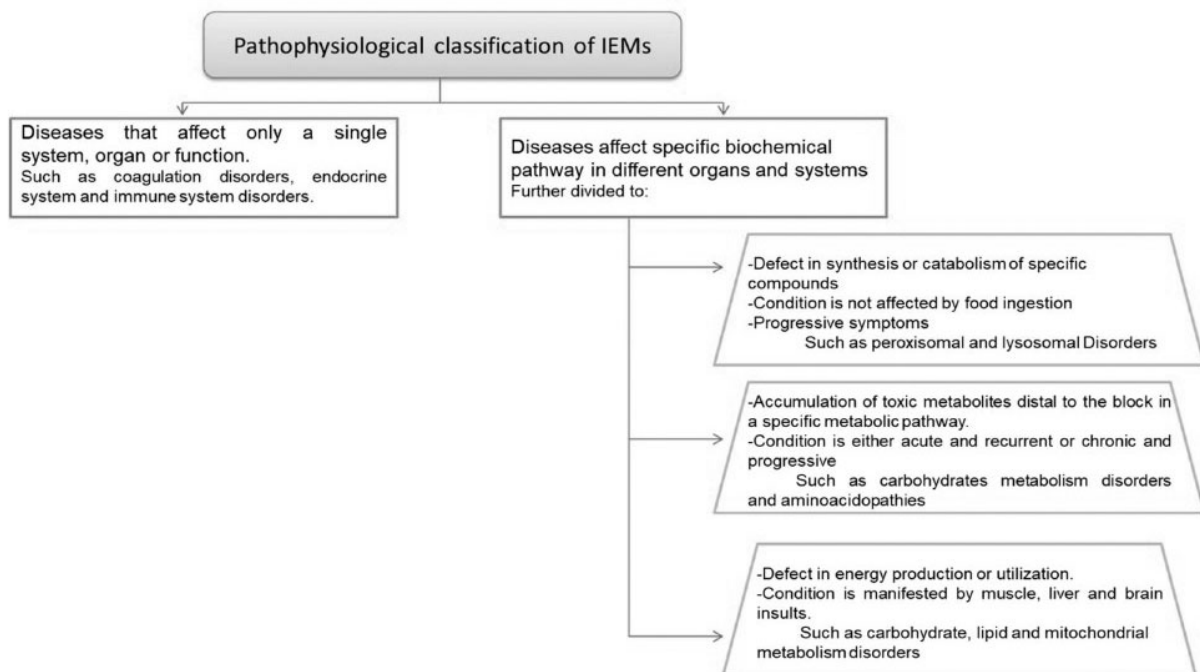 Pathophysiological classification of IEMs
Diseases that affect only a single
system, organ or function.
Such as coagulation disorders, endocrine
system and immune system disorders.
Diseases affect specific biochemical
pathway in different organs and systems
Further divided to:
-Defect in synthesis or catabolism of specific
compounds
-Condition is not affected by food ingestion
-Progressive symptoms
Such as peroxisomal and lysosomal Disorders
-Accumulation of toxic metabolites distal to the block in
a specific metabolic pathway.
-Condition is either acute and recurrent or chronic and
progressive
Such as carbohydrates metabolism disorders
and aminoacidopathies
-Defect in energy production or utilization.
-Condition is manifested by muscle, liver and brain
insults.
Such as carbohydrate, lipid and mitochondrial
metabolism disorders